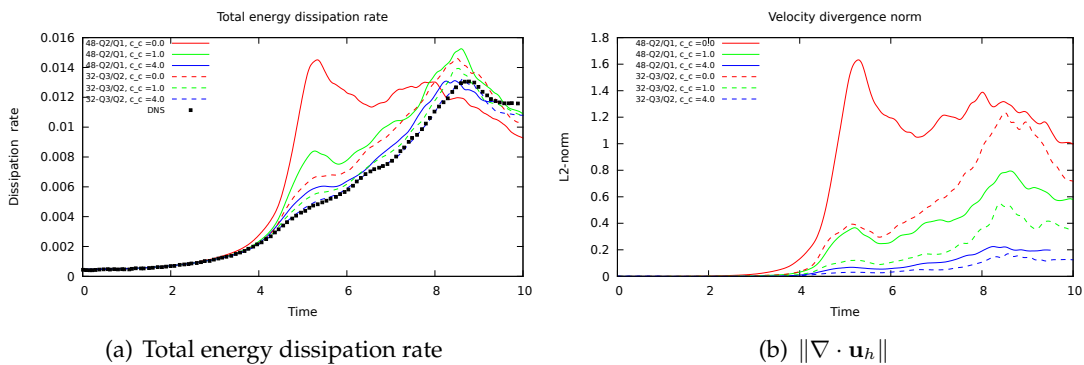 Total energy dissipation rate
0.016
0.014
0.012
0.01
0.008
0.006
0.004
0.002
0
Dissipation rate
48-Q2/Q1, c_c =0.0
48-Q2/Q1, c_c =1.0
48-Q2/Q1, c_c =4.0
32-Q3/Q2, c_c =0.0
32-Q3/Q2, c_c =1.0
32-Q3/Q2, c_c =4.0
DNS
0 2 4 6 8 10
Time
(a) Total energy dissipation rate
Velocity divergence norm
1.8
1.6
1.4
1.2
1
0.8
0.6
0.4
0.2
0
L2-norm
48-Q2/Q1, c_c =0.0
48-Q2/Q1, c_c =1.0
48-Q2/Q1, c_c =4.0
32-Q3/Q2, c_c =0.0
32-Q3/Q2, c_c =1.0
32-Q3/Q2, c_c =4.0
0 2 4 6 8 10
Time
(b) ‖∇ · u_h‖